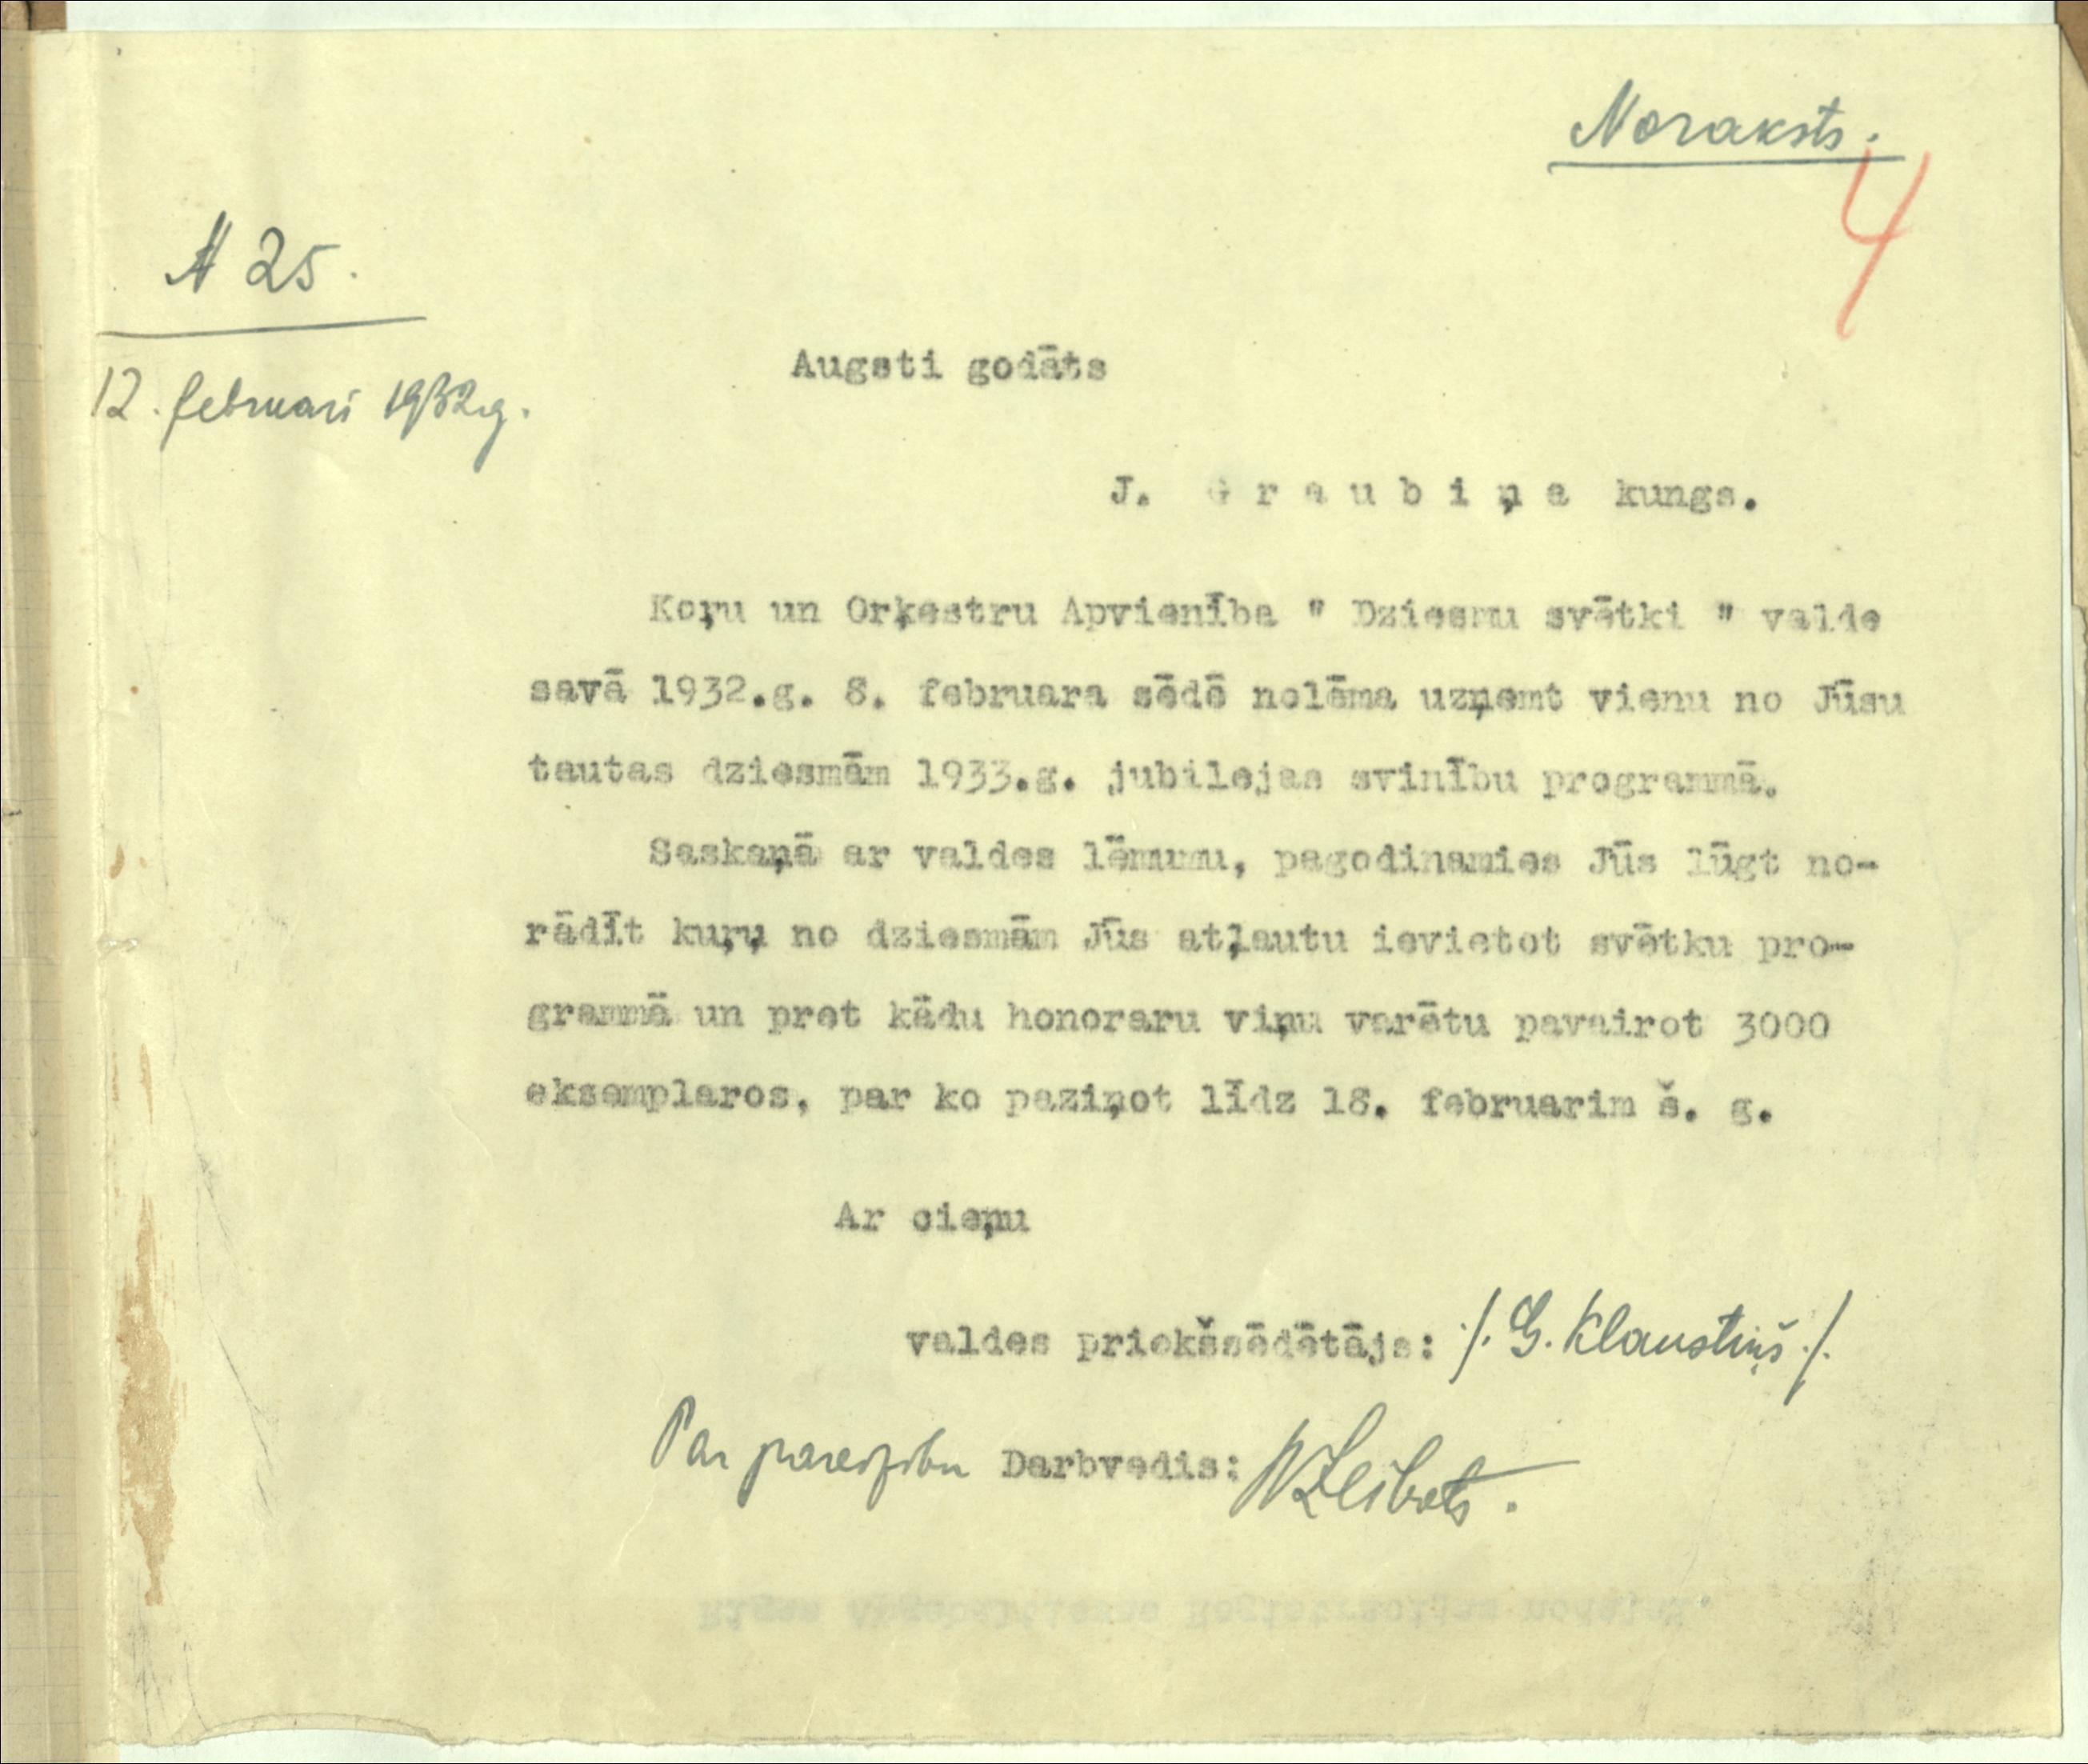 Noraksts.
4
N 25.
12. februarī 1932.g.
Augsti godāts
J. Graubiņa kungs.
Koŗu un Orķestru Apvienība " Dziesmu svētki " valde
savā 1932.g. 8. februara sēdē nolēma uzņemt vienu no Jūsu
tautas dziesmām 1933.g. jubilejas svinību programmā.
Saskaņā ar valdes lēmumu, pagodinamies Jūs lūgt no-
rādīt kuŗu no dziesmām Jūs atļautu ievietot svētku pro-
grammā un pret kādu honoraru viņu varētu pavairot 3000
eksemplaros, par ko paziņot līdz 18. februarim š. g.
Ar cieņu
valdes priekšsēdētājs: /. G. Klaustiņš ./.
Par pareizību Darbvedis: